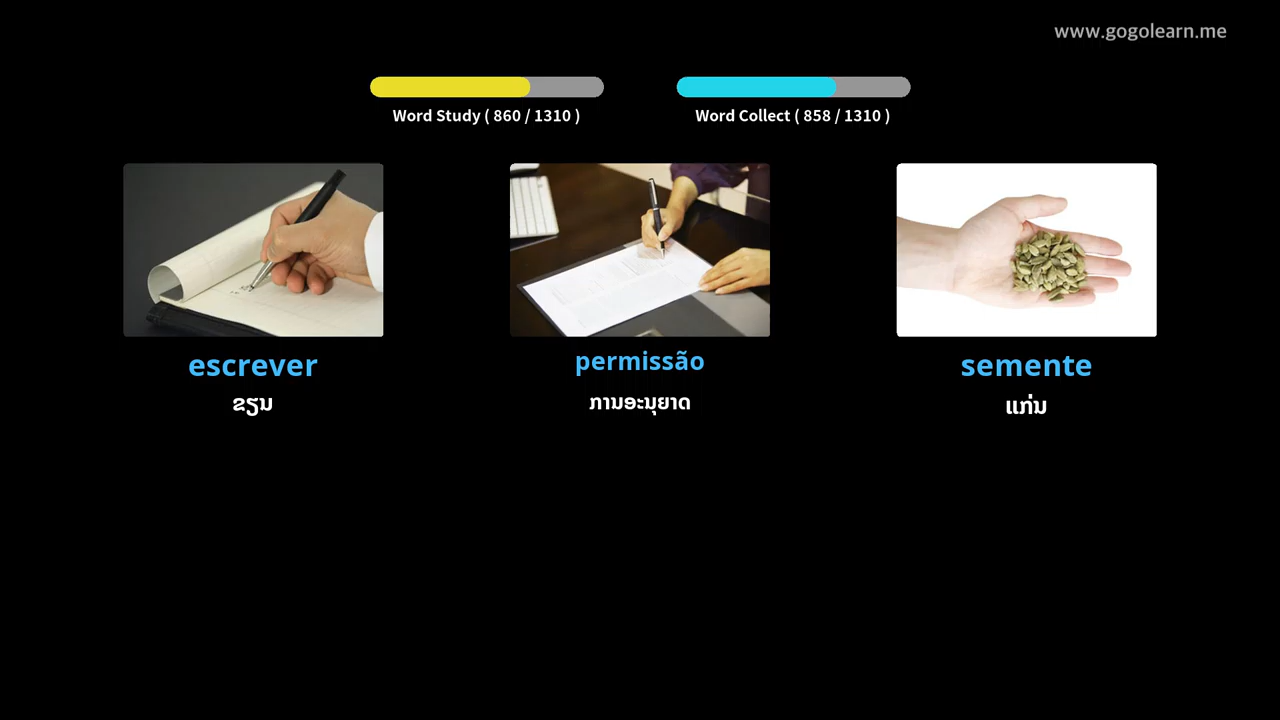 www.gogolearn.me
Word Study ( 860 / 1310 )
Word Collect ( 858 / 1310 )
escrever
ຂຽນ
permissão
ການອະນຸຍາດ
semente
ແກ່ນ